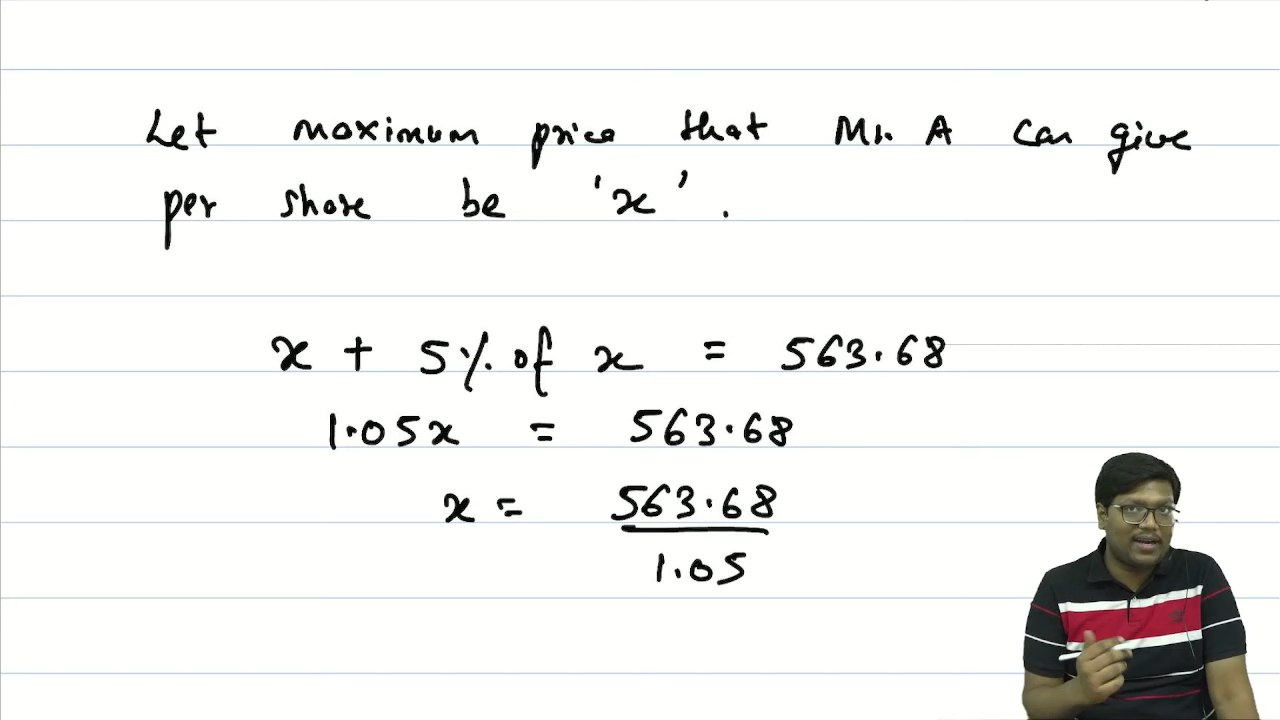 Let maximum price that Mr. A can give
per share be 'x'.
x + 5% of x = 563.68
1.05x = 563.68
x = 563.68
1.05